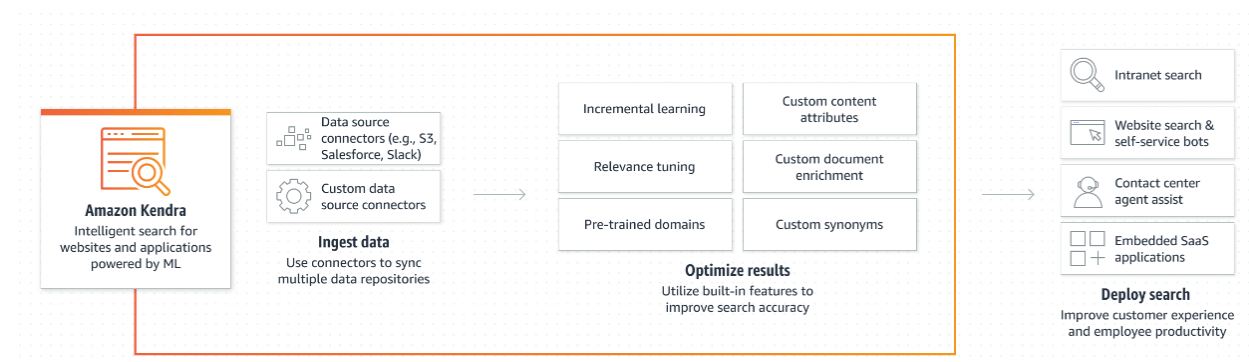 Amazon Kendra
Intelligent search for
websites and applications
powered by ML
Data source
connectors (e.g., S3,
Salesforce, Slack)
Custom data
source connectors
Ingest data
Use connectors to sync
multiple data repositories
Incremental learning
Custom content
attributes
Relevance tuning
Custom document
enrichment
Pre-trained domains
Custom synonyms
Optimize results
Utilize built-in features to
improve search accuracy
Intranet search
Website search &
self-service bots
Contact center
agent assist
Embedded SaaS
applications
Deploy search
Improve customer experience
and employee productivity